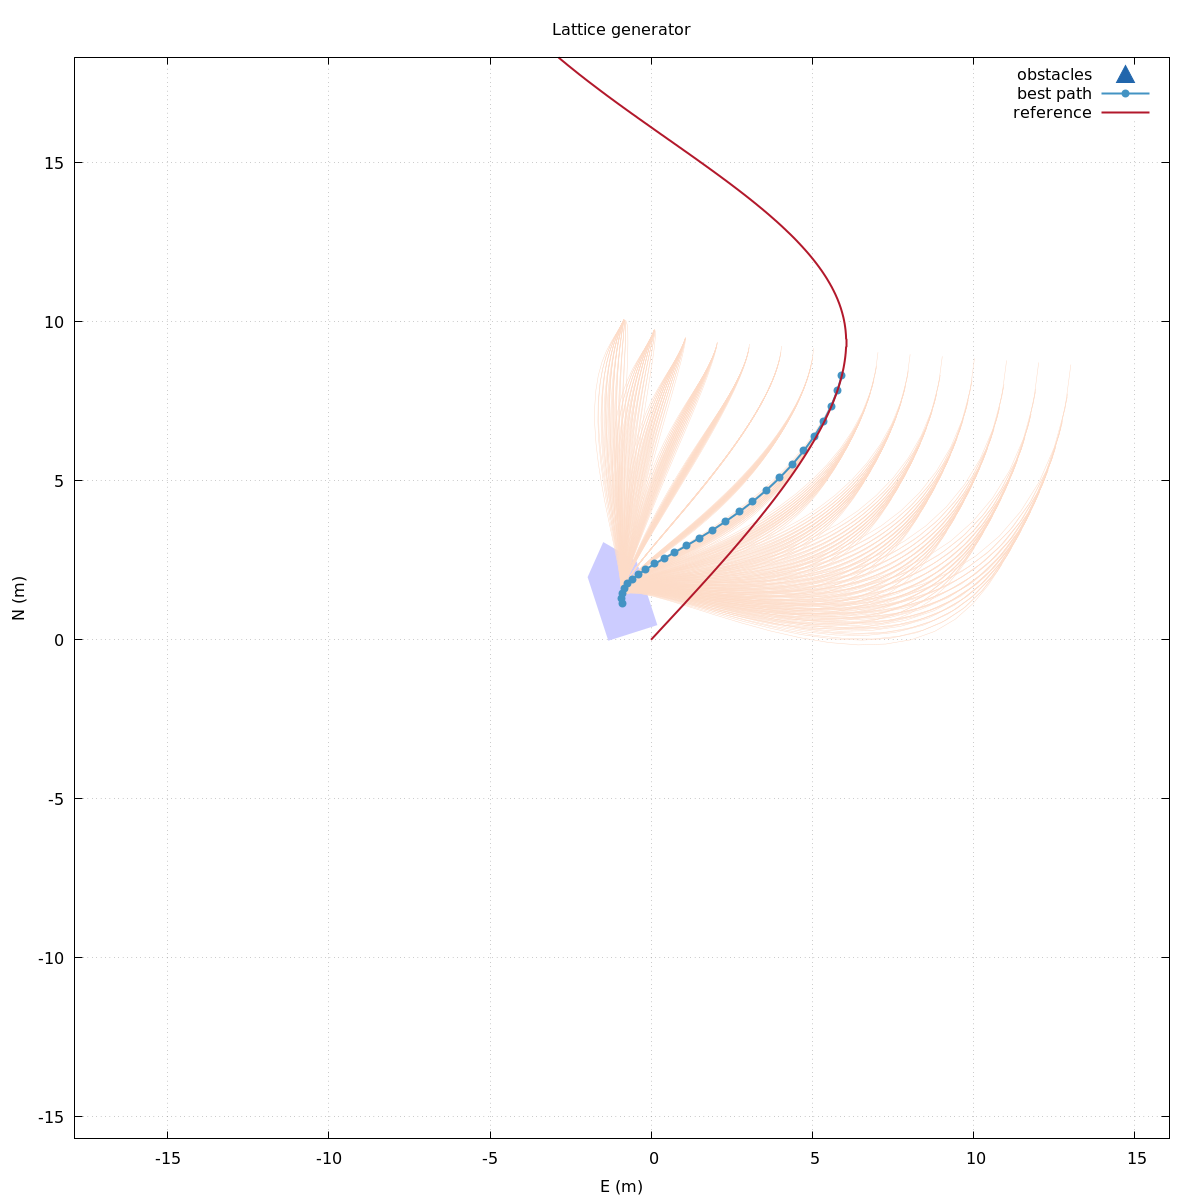 Lattice generator
obstacles
best path
reference
15
10
5
0
-5
-10
-15
N (m)
-15 -10 -5 0 5 10 15
E (m)